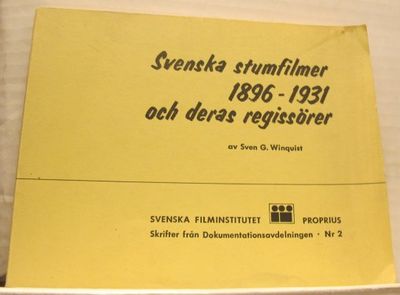 Svenska stumfilmer
1896-1931
och deras regissörer
av Sven G. Winquist
SVENSKA FILMINSTITUTET PROPRIUS
Skrifter från Dokumentationsavdelningen · Nr 2